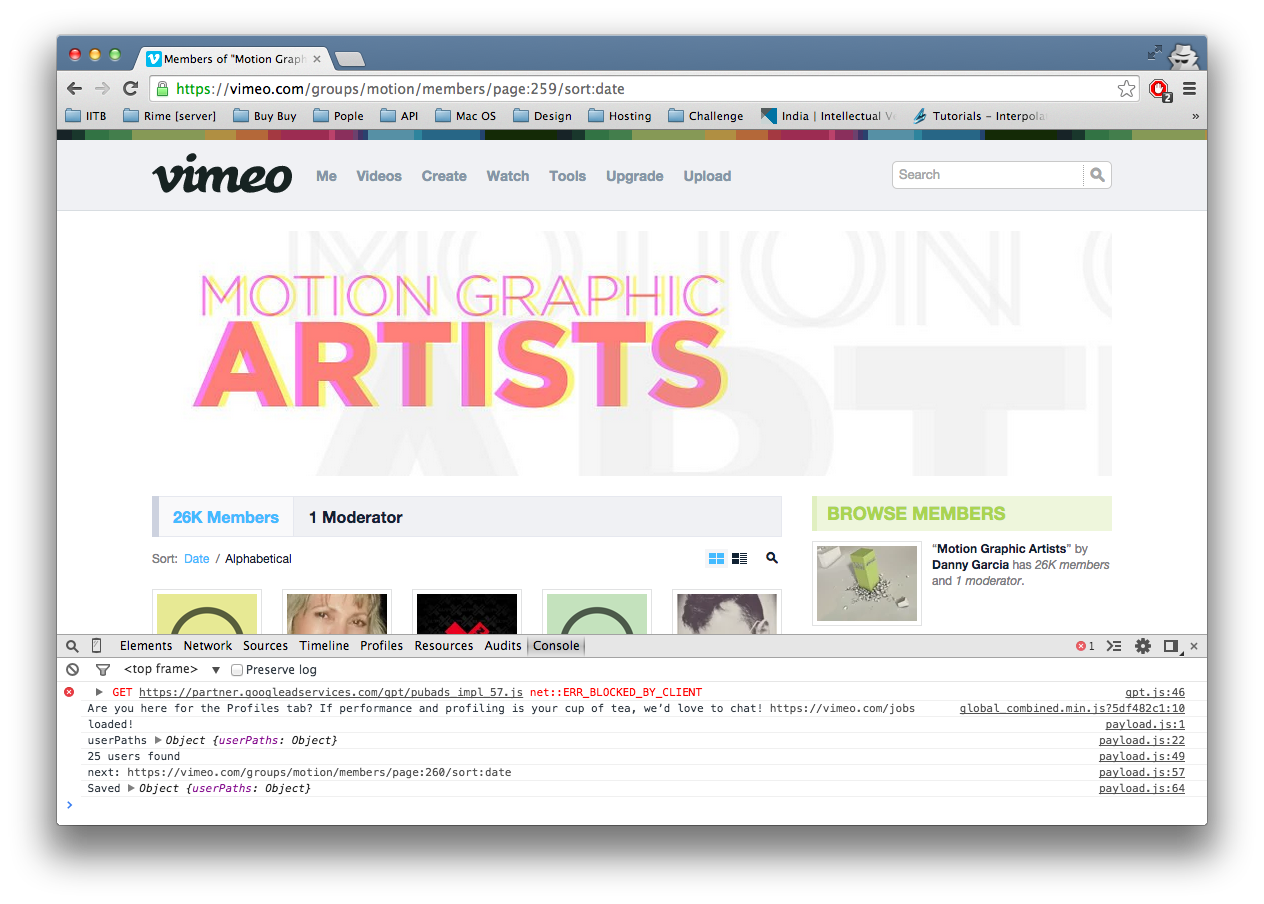 Members of "Motion Graph
https://vimeo.com/groups/motion/members/page:259/sort:date
2
IITB Rime [server] Buy Buy Pople API Mac OS Design Hosting Challenge India | Intellectual Tutorials – Interpola »
vimeo Me Videos Create Watch Tools Upgrade Upload Search
MOTION GRAPHIC
ARTISTS
26K Members 1 Moderator
BROWSE MEMBERS
Sort: Date / Alphabetical
“Motion Graphic Artists” by
Danny Garcia has 26K members
and 1 moderator.
Elements Network Sources Timeline Profiles Resources Audits Console 1
<top frame> Preserve log
GET https://partner.googleadservices.com/gpt/pubads_impl_57.js net::ERR_BLOCKED_BY_CLIENT gpt.js:46
Are you here for the Profiles tab? If performance and profiling is your cup of tea, we’d love to chat! https://vimeo.com/jobs global_combined.min.js?5df482c1:10
loaded! payload.js:1
userPaths Object {userPaths: Object} payload.js:22
25 users found payload.js:49
next: https://vimeo.com/groups/motion/members/page:260/sort:date payload.js:57
Saved Object {userPaths: Object} payload.js:64